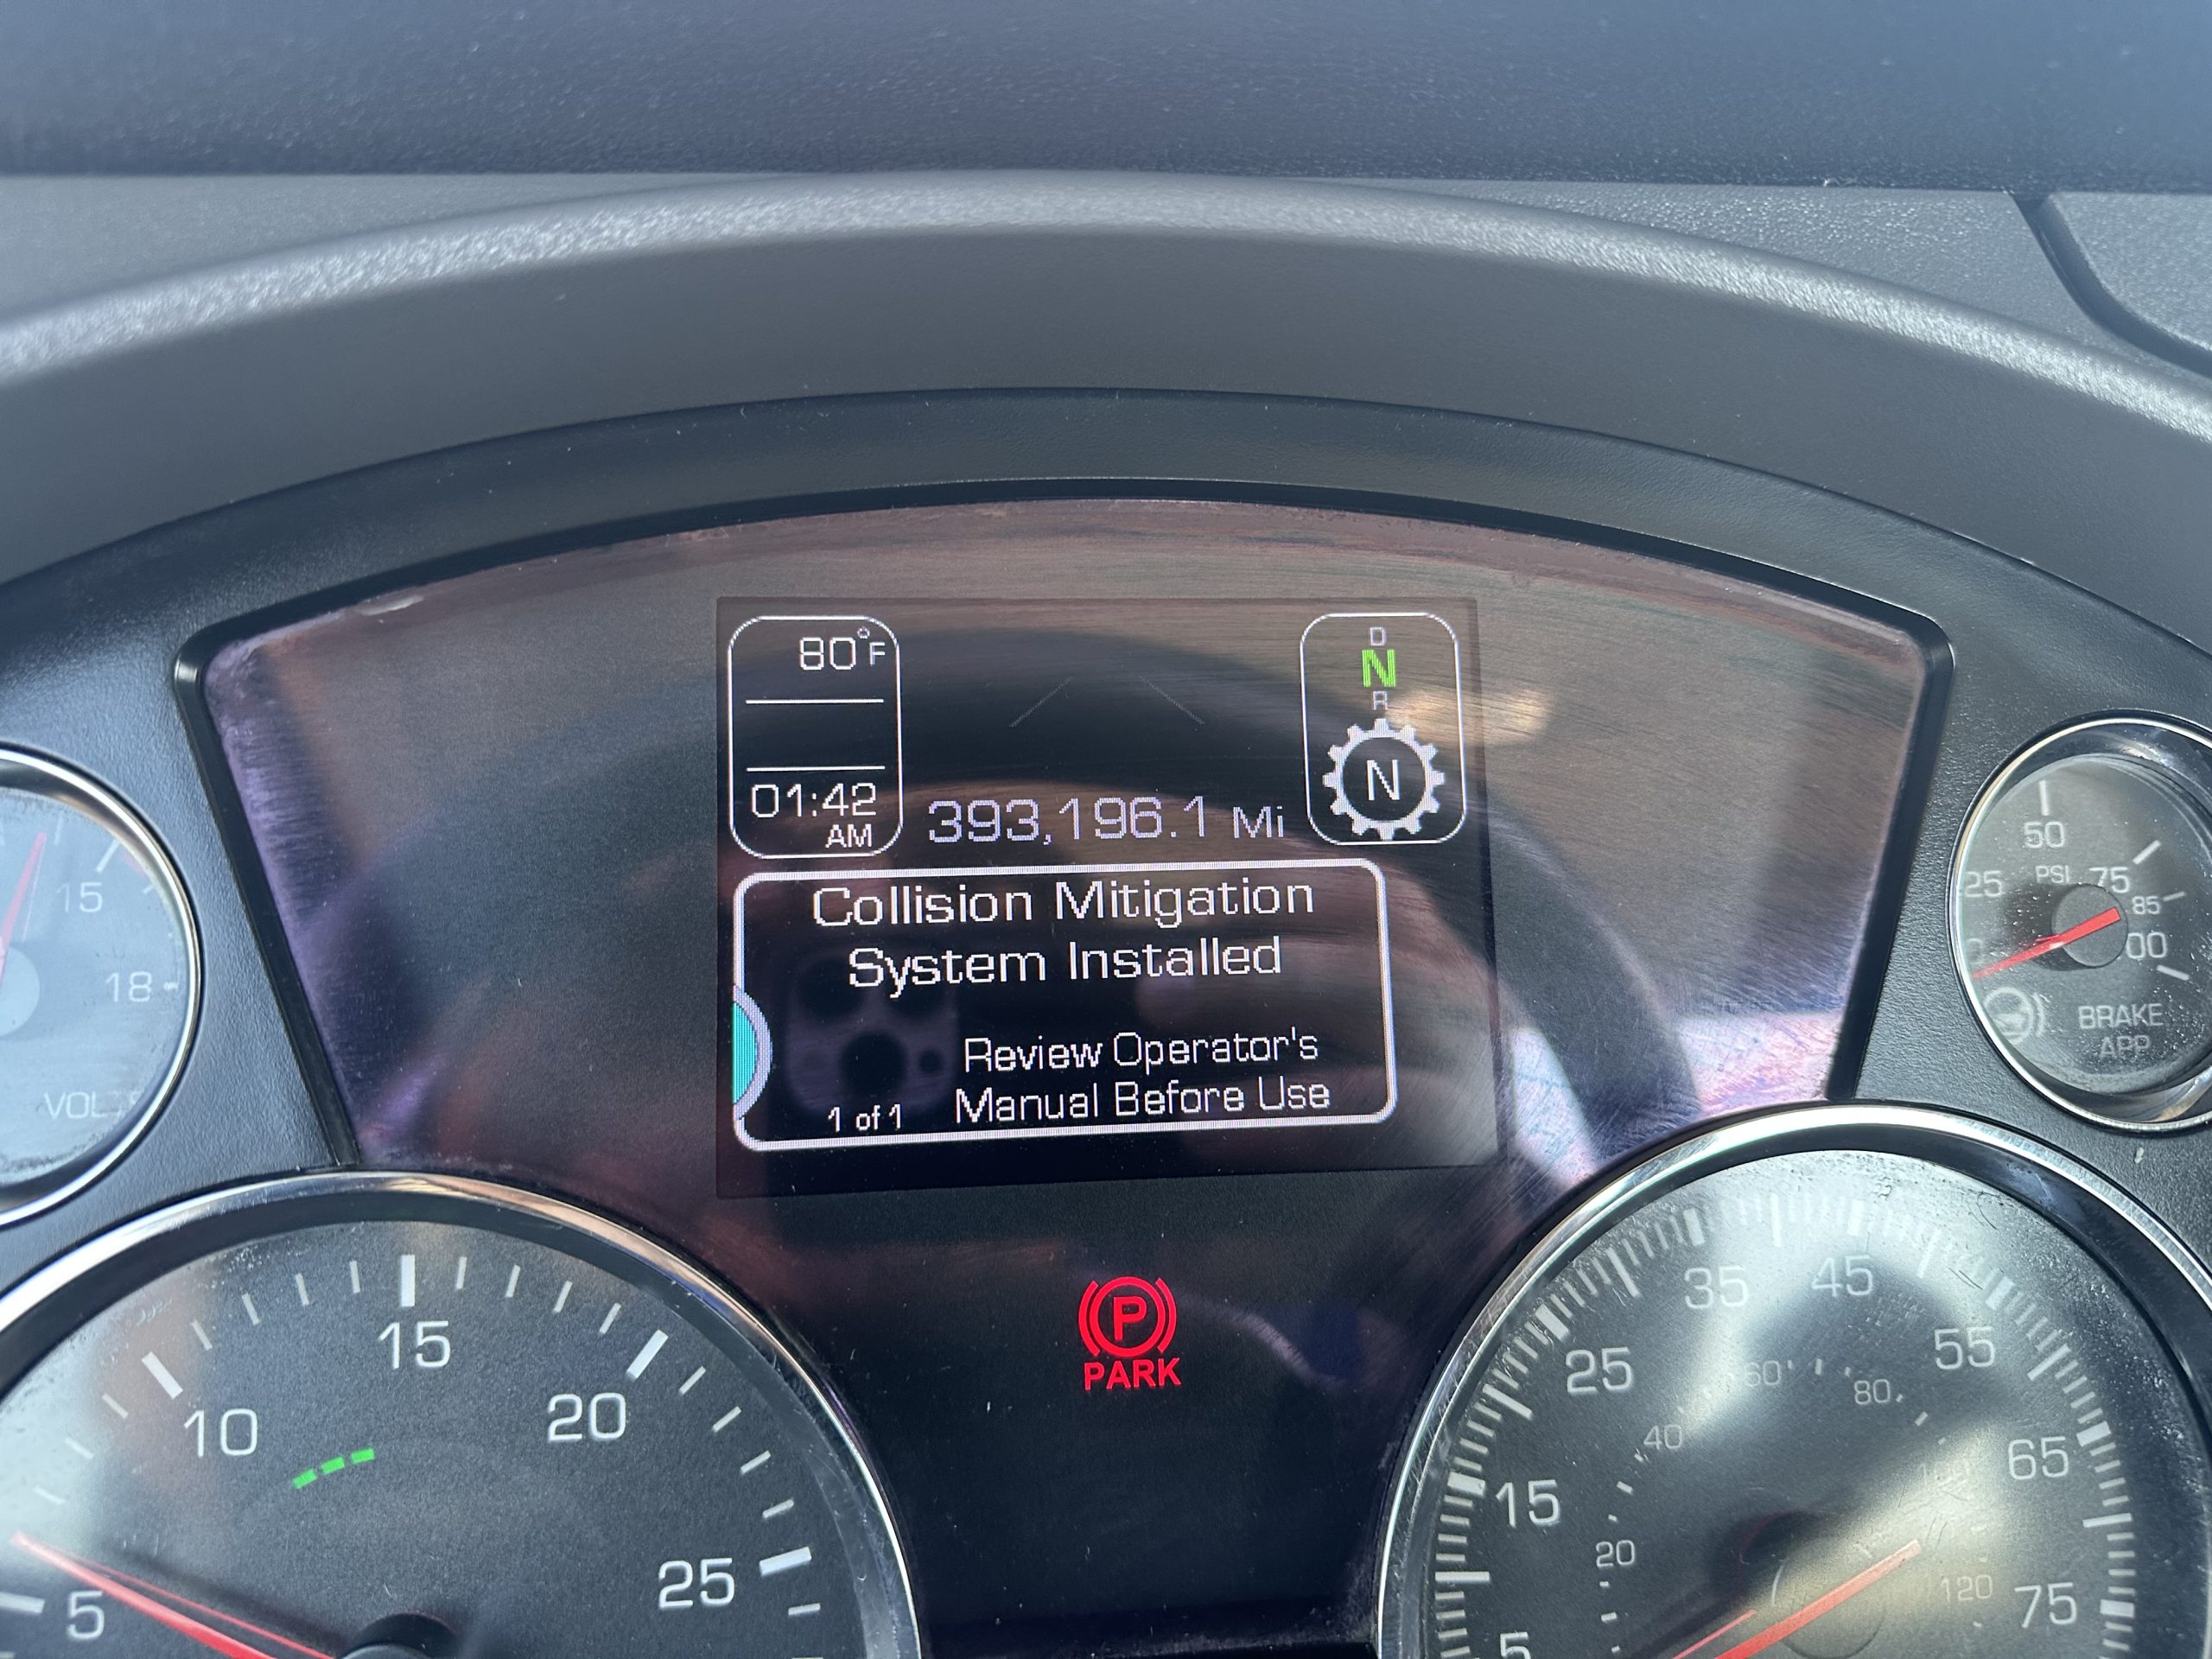 80°F
01:42
AM
393,196.1 Mi
D
N
R
N
Collision Mitigation
System Installed
Review Operator's
Manual Before Use
1 of 1
15
18
50
25 PSI 75
85
BRAKE
APP
P
PARK
5
10
15
20
25
5
15
25
35
45
55
65
75
20
40
60
80
120